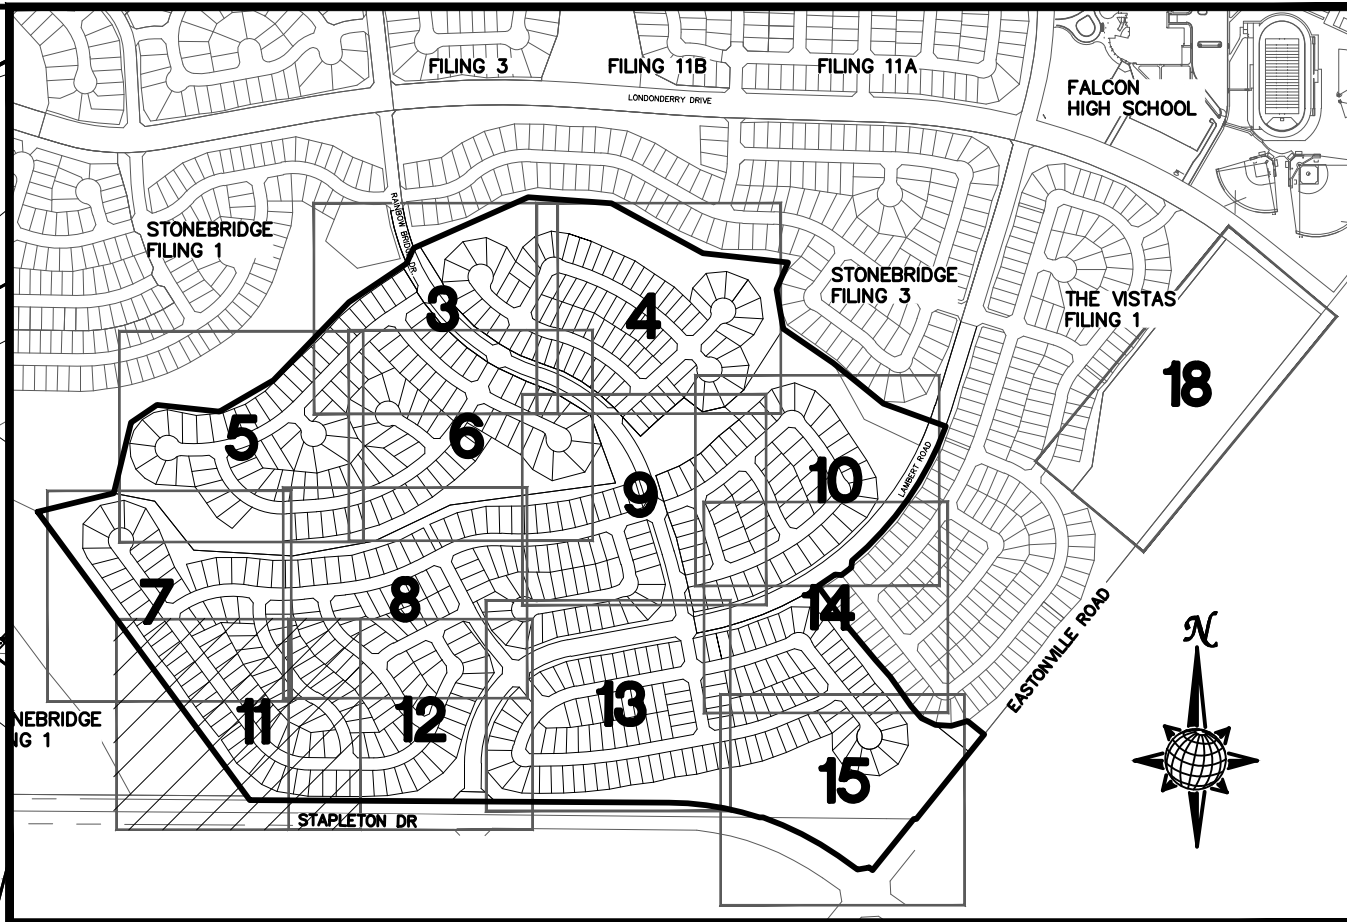 FILING 3
FILING 11B
FILING 11A
LONDONDERRY DRIVE
FALCON
HIGH SCHOOL
RAINBOW BRIDGE DR.
STONEBRIDGE
FILING 1
STONEBRIDGE
FILING 3
THE VISTAS
FILING 1
3
4
18
5
6
9
10
LAMBERT ROAD
7
8
14
EASTONVILLE ROAD
N
NEBRIDGE
NG 1
11
12
13
15
STAPLETON DR